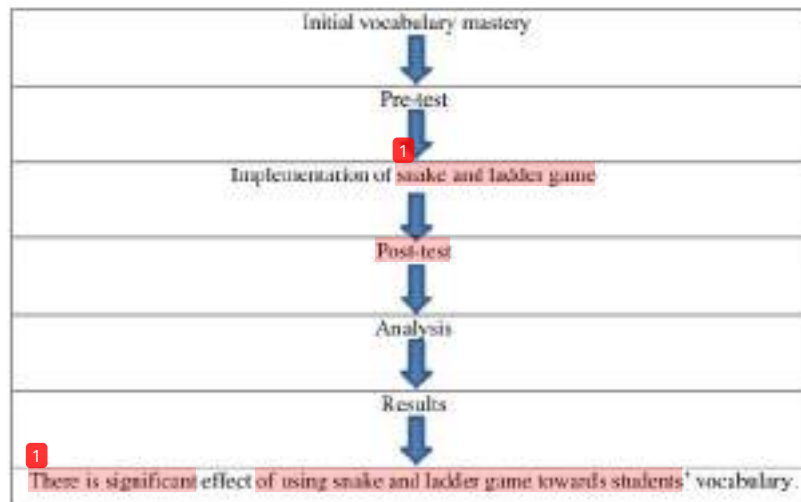 Initial vocabulary mastery
Pre-test
1
Implementation of snake and ladder game
Post-test
Analysis
Results
1
There is significant effect of using snake and ladder game towards students' vocabulary.